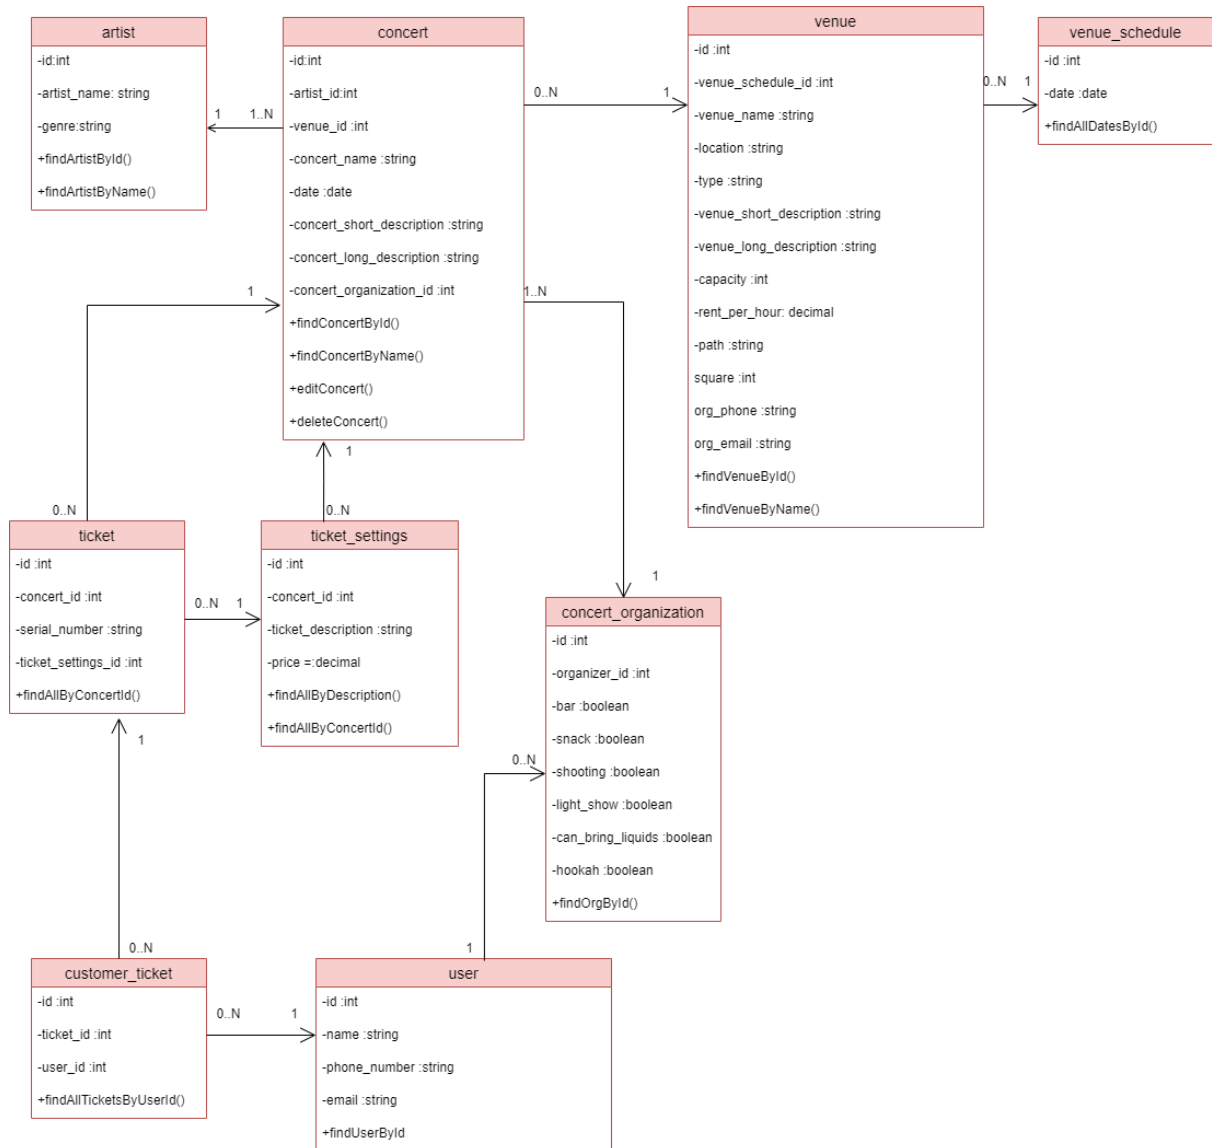 artist
-id:int
-artist_name: string
-genre:string
+findArtistById()
+findArtistByName()
1
1..N
concert
-id:int
-artist_id:int
-venue_id :int
-concert_name :string
-date :date
-concert_short_description :string
-concert_long_description :string
-concert_organization_id :int
+findConcertById()
+findConcertByName()
+editConcert()
+deleteConcert()
0..N
1
venue
-id :int
-venue_schedule_id :int
-venue_name :string
-location :string
-type :string
-venue_short_description :string
-venue_long_description :string
-capacity :int
-rent_per_hour: decimal
-path :string
square :int
org_phone :string
org_email :string
+findVenueById()
+findVenueByName()
0..N
1
venue_schedule
-id :int
-date :date
+findAllDatesById()
1
0..N
1
0..N
1..N
1
ticket
-id :int
-concert_id :int
-serial_number :string
-ticket_settings_id :int
+findAllByConcertId()
0..N
1
ticket_settings
-id :int
-concert_id :int
-ticket_description :string
-price =:decimal
+findAllByDescription()
+findAllByConcertId()
concert_organization
-id :int
-organizer_id :int
-bar :boolean
-snack :boolean
-shooting :boolean
-light_show :boolean
-can_bring_liquids :boolean
-hookah :boolean
+findOrgById()
1
0..N
0..N
1
customer_ticket
-id :int
-ticket_id :int
-user_id :int
+findAllTicketsByUserId()
0..N
1
user
-id :int
-name :string
-phone_number :string
-email :string
+findUserById